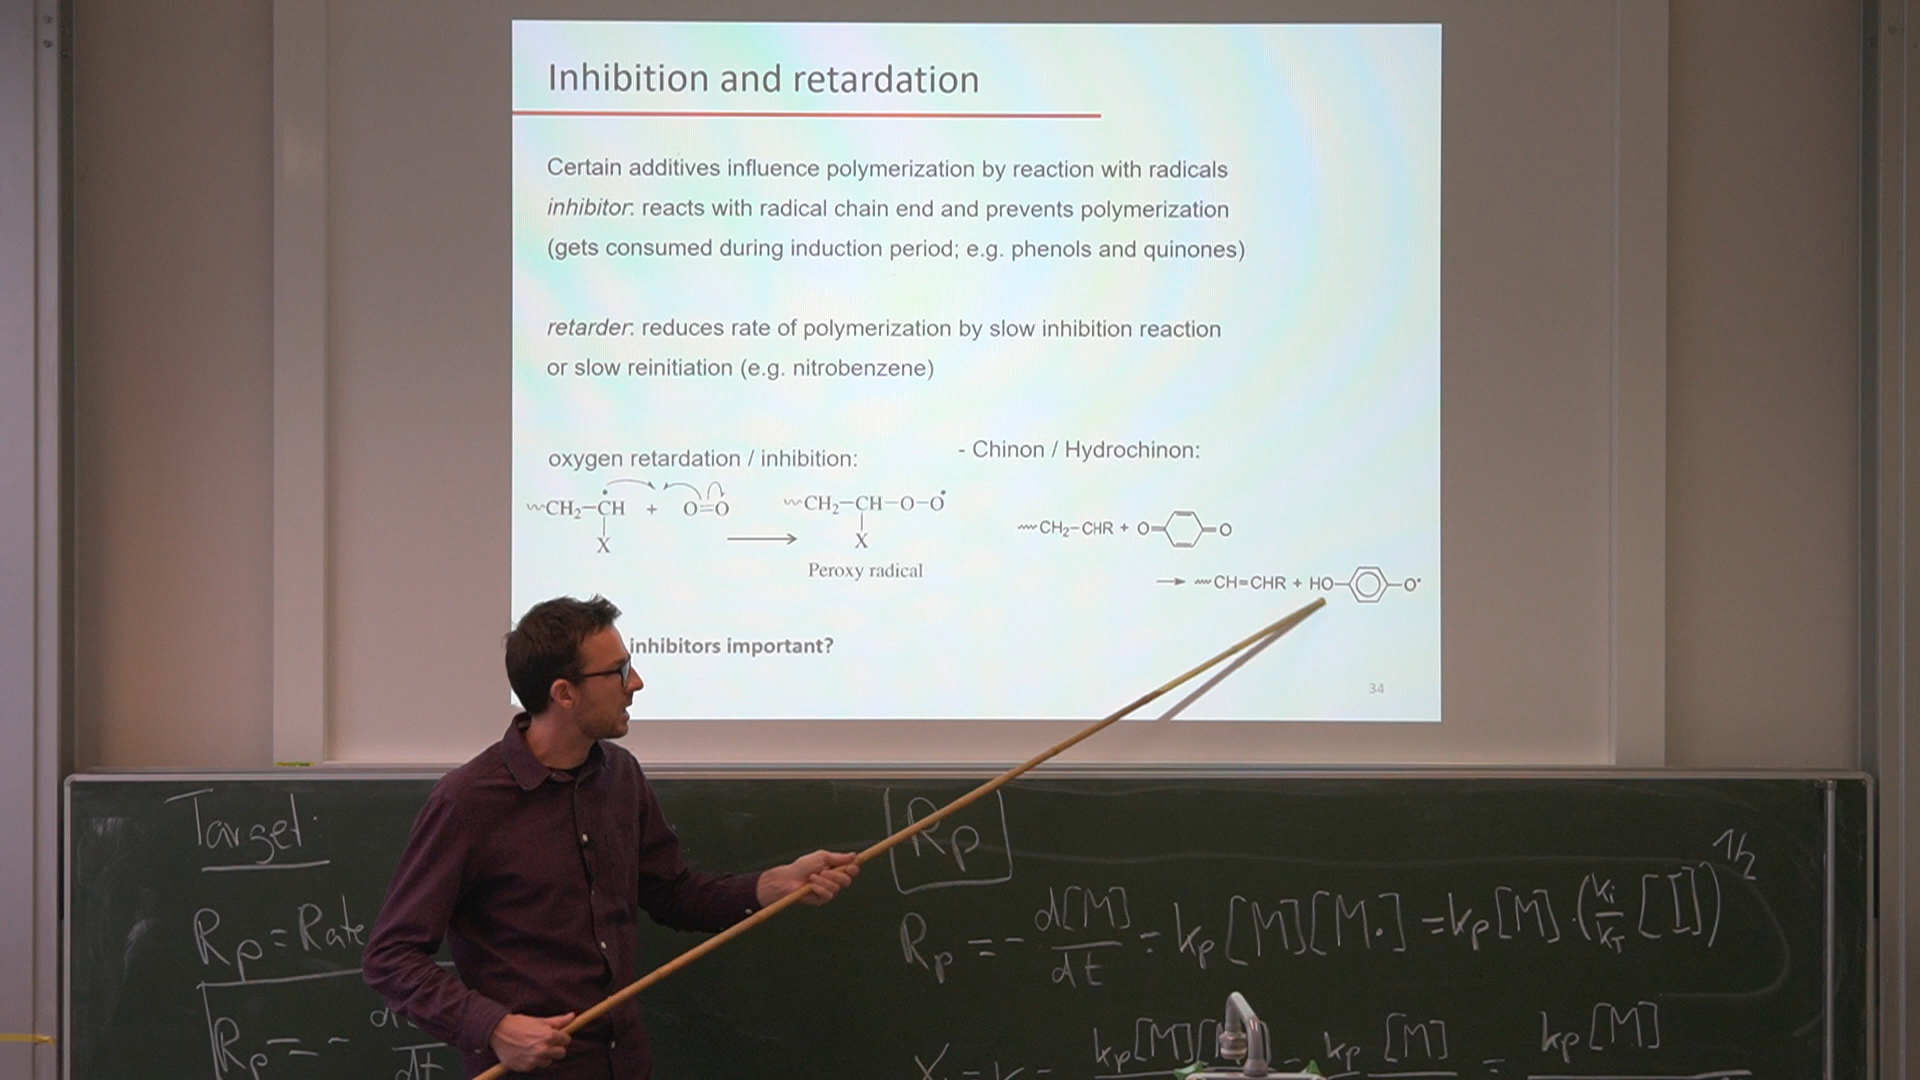 Inhibition and retardation
Certain additives influence polymerization by reaction with radicals
inhibitor: reacts with radical chain end and prevents polymerization
(gets consumed during induction period; e.g. phenols and quinones)
retarder: reduces rate of polymerization by slow inhibition reaction
or slow reinitiation (e.g. nitrobenzene)
oxygen retardation / inhibition:
CH₂–CH + O=O
X
CH₂–CH–O–O•
X
Peroxy radical
- Chinon / Hydrochinon:
CH₂–CHR + O= =O
→ CH=CHR + HO– –O•
inhibitors important?
34
Target:
Rp = Rate
Rp = -
dt
Rp
Rp = - d[M]/dt = kp [M][M•] = kp[M] · (ki/kT [I])^1/2
kp[M] = kp [M] = kp[M]